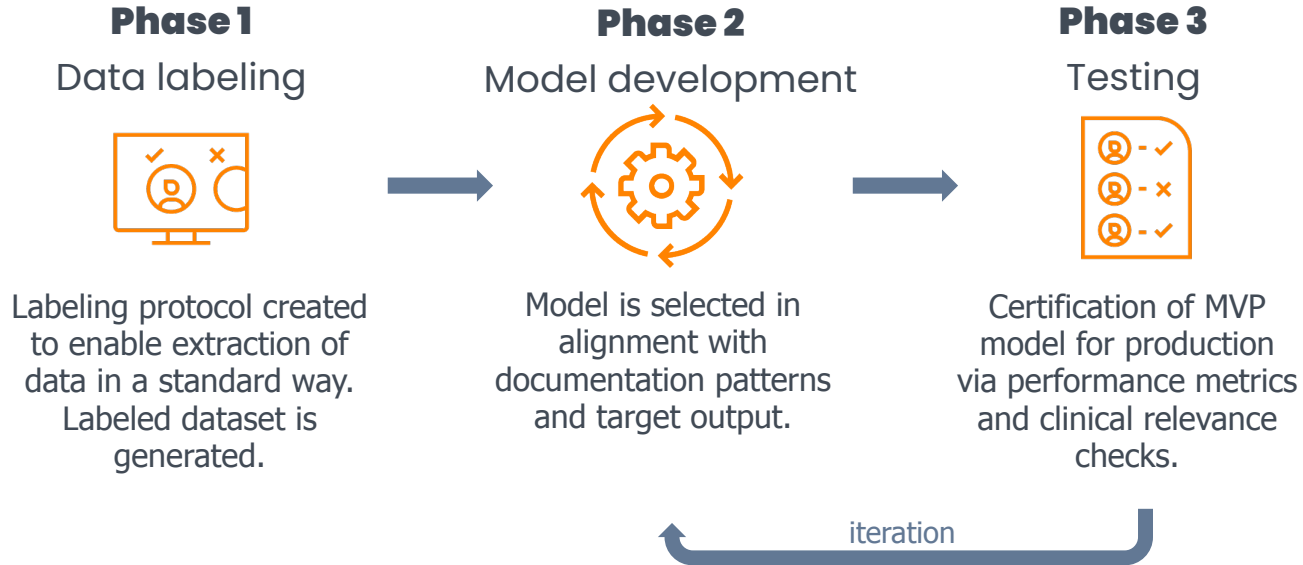 Phase 1
Data labeling
Labeling protocol created
to enable extraction of
data in a standard way.
Labeled dataset is
generated.
Phase 2
Model development
Model is selected in
alignment with
documentation patterns
and target output.
Phase 3
Testing
Certification of MVP
model for production
via performance metrics
and clinical relevance
checks.
iteration